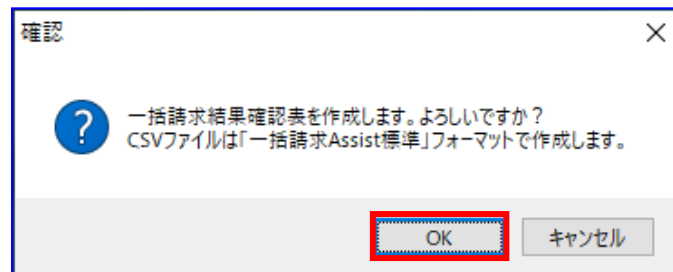 確認
一括請求結果確認表を作成します。よろしいですか？
CSVファイルは「一括請求Assist標準」フォーマットで作成します。
OK
キャンセル